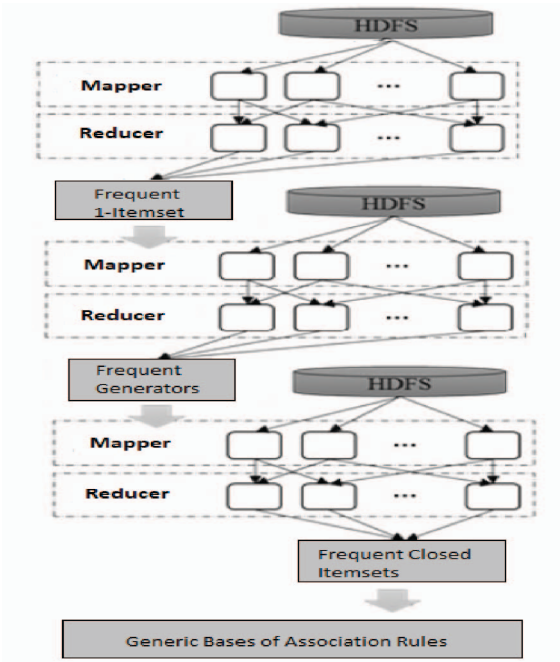 HDFS
Mapper
...
Reducer
...
Frequent
1-Itemset
HDFS
Mapper
...
Reducer
...
Frequent
Generators
HDFS
Mapper
...
Reducer
...
Frequent Closed
Itemsets
Generic Bases of Association Rules